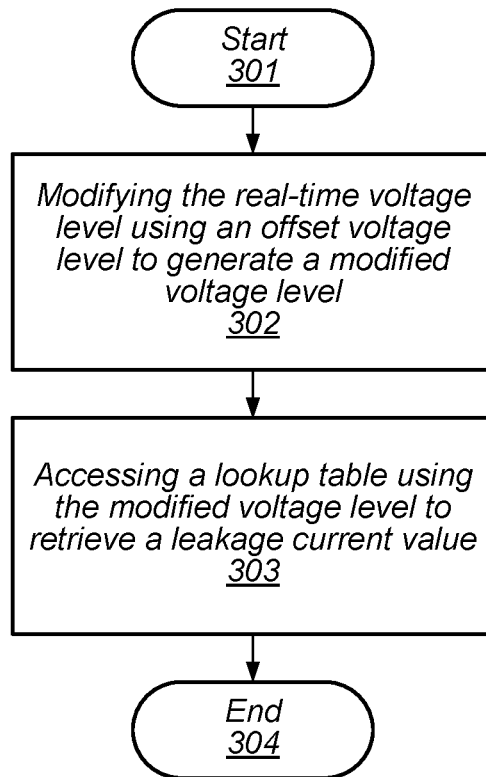 Start
301
Modifying the real-time voltage
level using an offset voltage
level to generate a modified
voltage level
302
Accessing a lookup table using
the modified voltage level to
retrieve a leakage current value
303
End
304